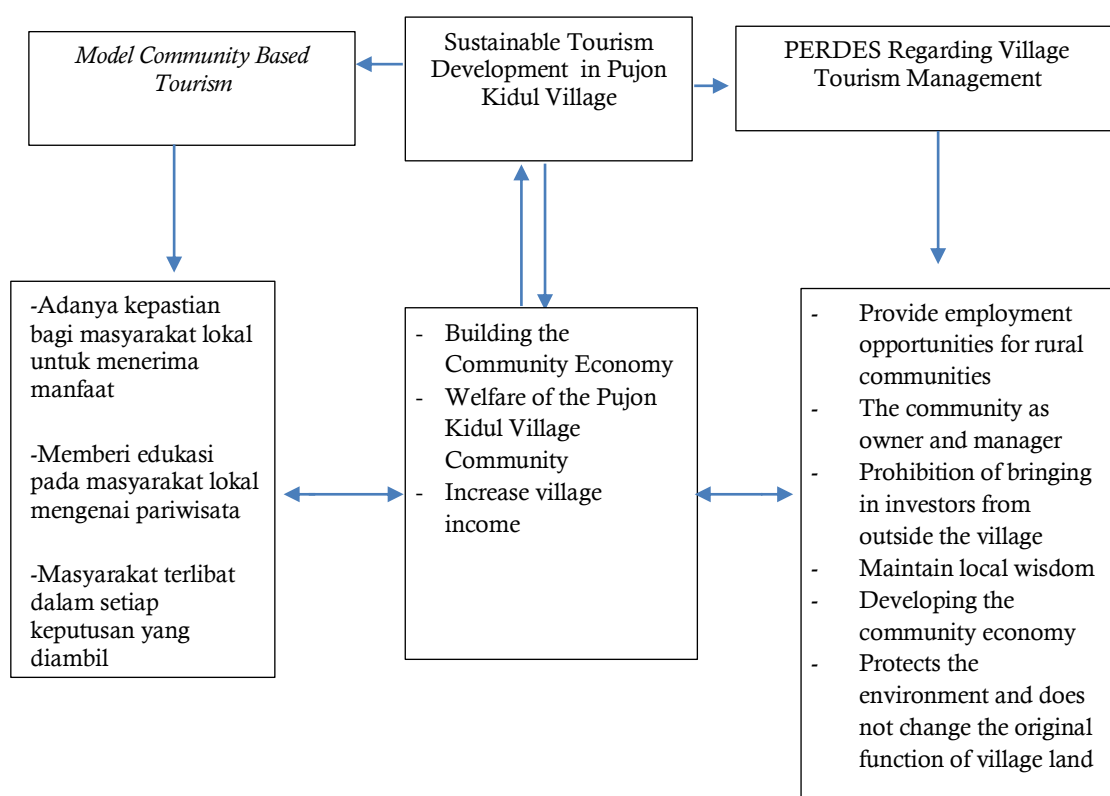 Model Community Based
Tourism
Sustainable Tourism
Development in Pujon
Kidul Village
PERDES Regarding Village
Tourism Management
-Adanya kepastian
bagi masyarakat lokal
untuk menerima
manfaat
-Memberi edukasi
pada masyarakat lokal
mengenai pariwisata
-Masyarakat terlibat
dalam setiap
keputusan yang
diambil
- Building the
Community Economy
- Welfare of the Pujon
Kidul Village
Community
- Increase village
income
- Provide employment
opportunities for rural
communities
- The community as
owner and manager
- Prohibition of bringing
in investors from
outside the village
- Maintain local wisdom
- Developing the
community economy
- Protects the
environment and does
not change the original
function of village land